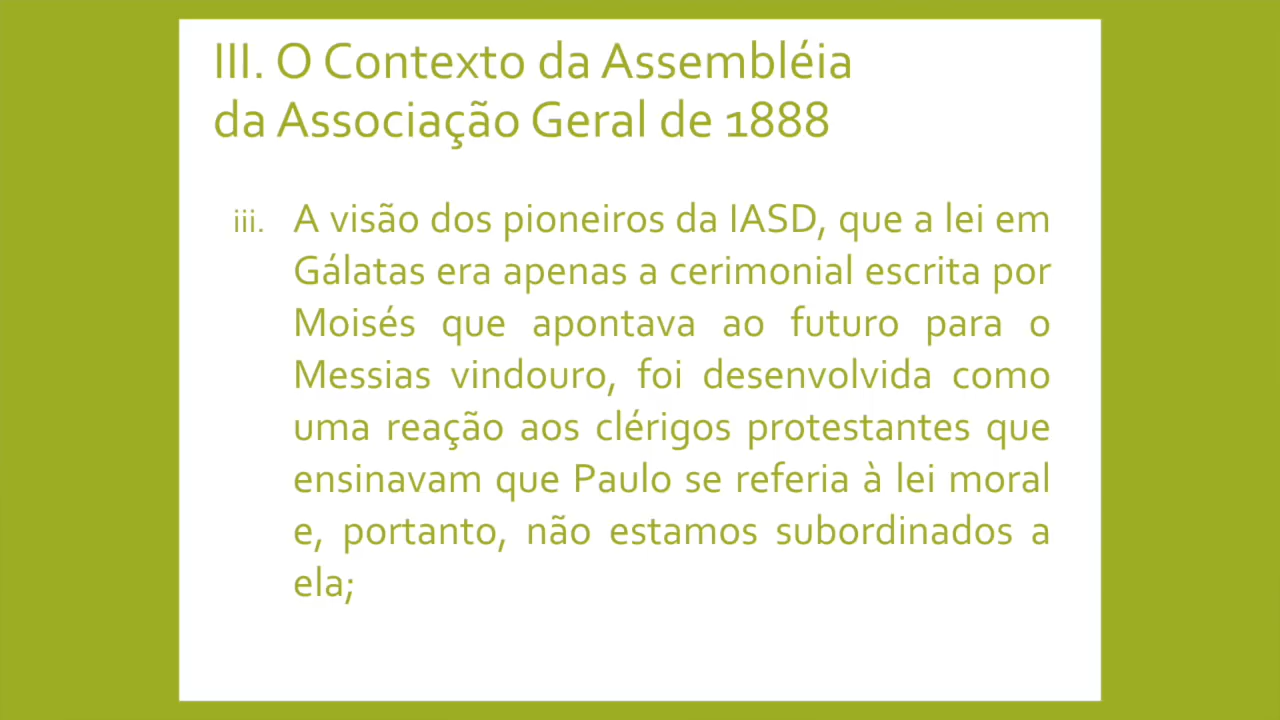 III. O Contexto da Assembléia
da Associação Geral de 1888
iii. A visão dos pioneiros da IASD, que a lei em
Gálatas era apenas a cerimonial escrita por
Moisés que apontava ao futuro para o
Messias vindouro, foi desenvolvida como
uma reação aos clérigos protestantes que
ensinavam que Paulo se referia à lei moral
e, portanto, não estamos subordinados a
ela;